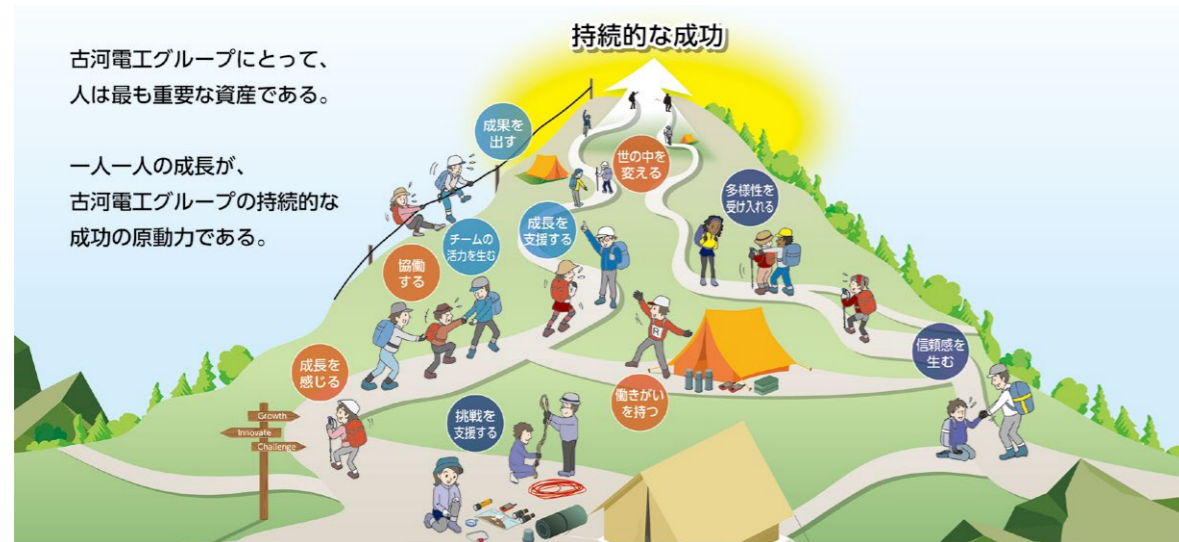 持続的な成功
古河電工グループにとって、
人は最も重要な資産である。
一人一人の成長が、
古河電工グループの持続的な
成功の原動力である。
成果を
出す
世の中を
変える
多様性を
受け入れる
成長を
支援する
チームの
活力を生む
協働
する
信頼感を
生む
成長を
感じる
働きがい
を持つ
挑戦を
支援する
Growth
Innovate
Challenge
R